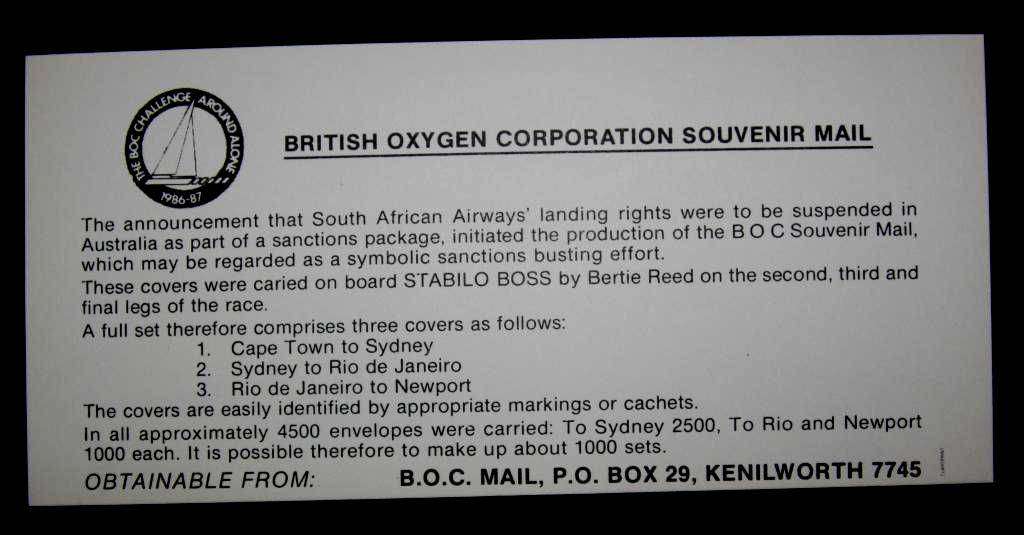 THE BOC CHALLENGE AROUND ALONE
1986-87
BRITISH OXYGEN CORPORATION SOUVENIR MAIL
The announcement that South African Airways' landing rights were to be suspended in
Australia as part of a sanctions package, initiated the production of the B O C Souvenir Mail,
which may be regarded as a symbolic sanctions busting effort.
These covers were caried on board STABILO BOSS by Bertie Reed on the second, third and
final legs of the race.
A full set therefore comprises three covers as follows:
1. Cape Town to Sydney
2. Sydney to Rio de Janeiro
3. Rio de Janeiro to Newport
The covers are easily identified by appropriate markings or cachets.
In all approximately 4500 envelopes were carried: To Sydney 2500, To Rio and Newport
1000 each. It is possible therefore to make up about 1000 sets.
OBTAINABLE FROM: B.O.C. MAIL, P.O. BOX 29, KENILWORTH 7745